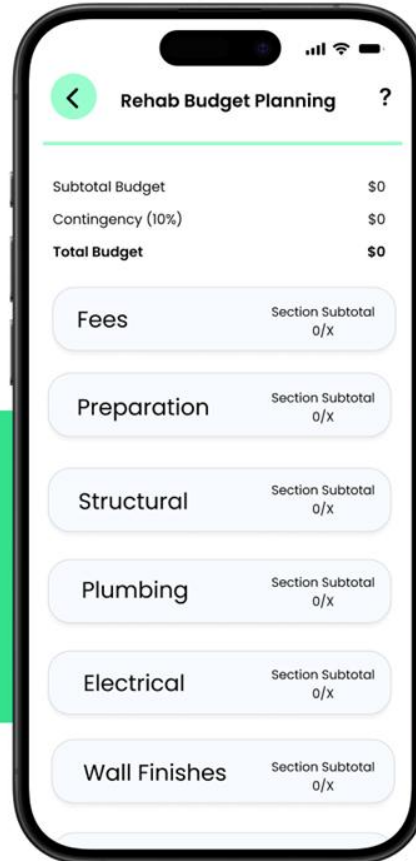 Rehab Budget Planning ?
Subtotal Budget $0
Contingency (10%) $0
Total Budget $0
Fees
Section Subtotal
0/X
Preparation
Section Subtotal
0/X
Structural
Section Subtotal
0/X
Plumbing
Section Subtotal
0/X
Electrical
Section Subtotal
0/X
Wall Finishes
Section Subtotal
0/X